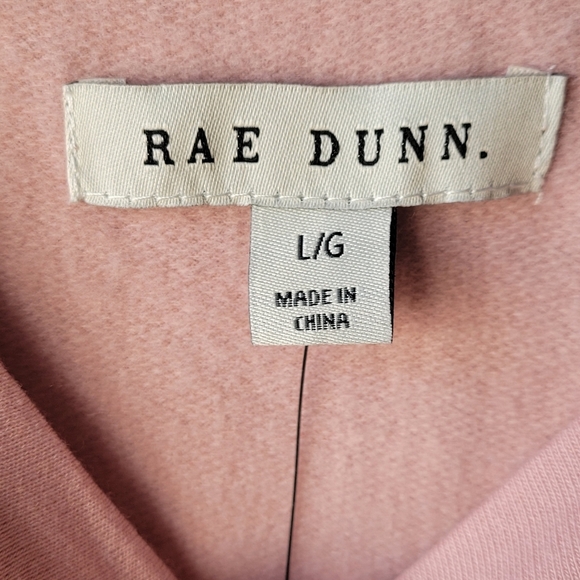 RAE DUNN.
L/G
MADE IN
CHINA